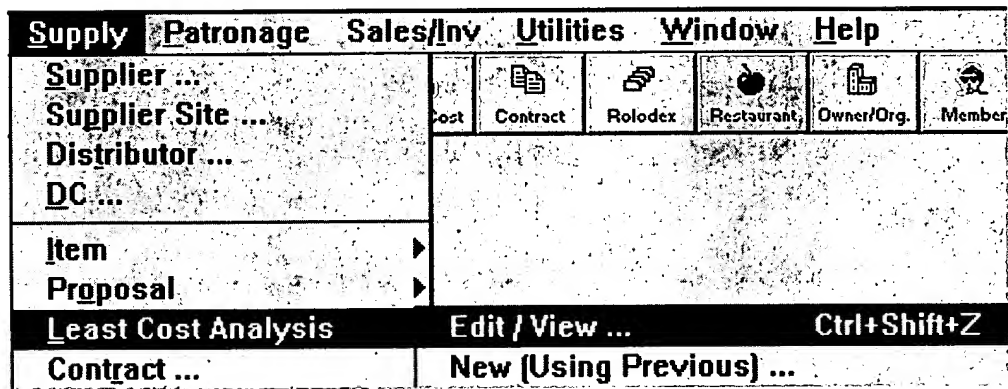 Supply Patronage Sales/Inv Utilities Window Help
Supplier ...
Supplier Site ...
Distributor ...
DC ...
Cost Contract Rolodex Restaurant Owner/Org. Member
Item
Proposal
Least Cost Analysis Edit / View ... Ctrl+Shift+Z
Contract ... New (Using Previous) ...